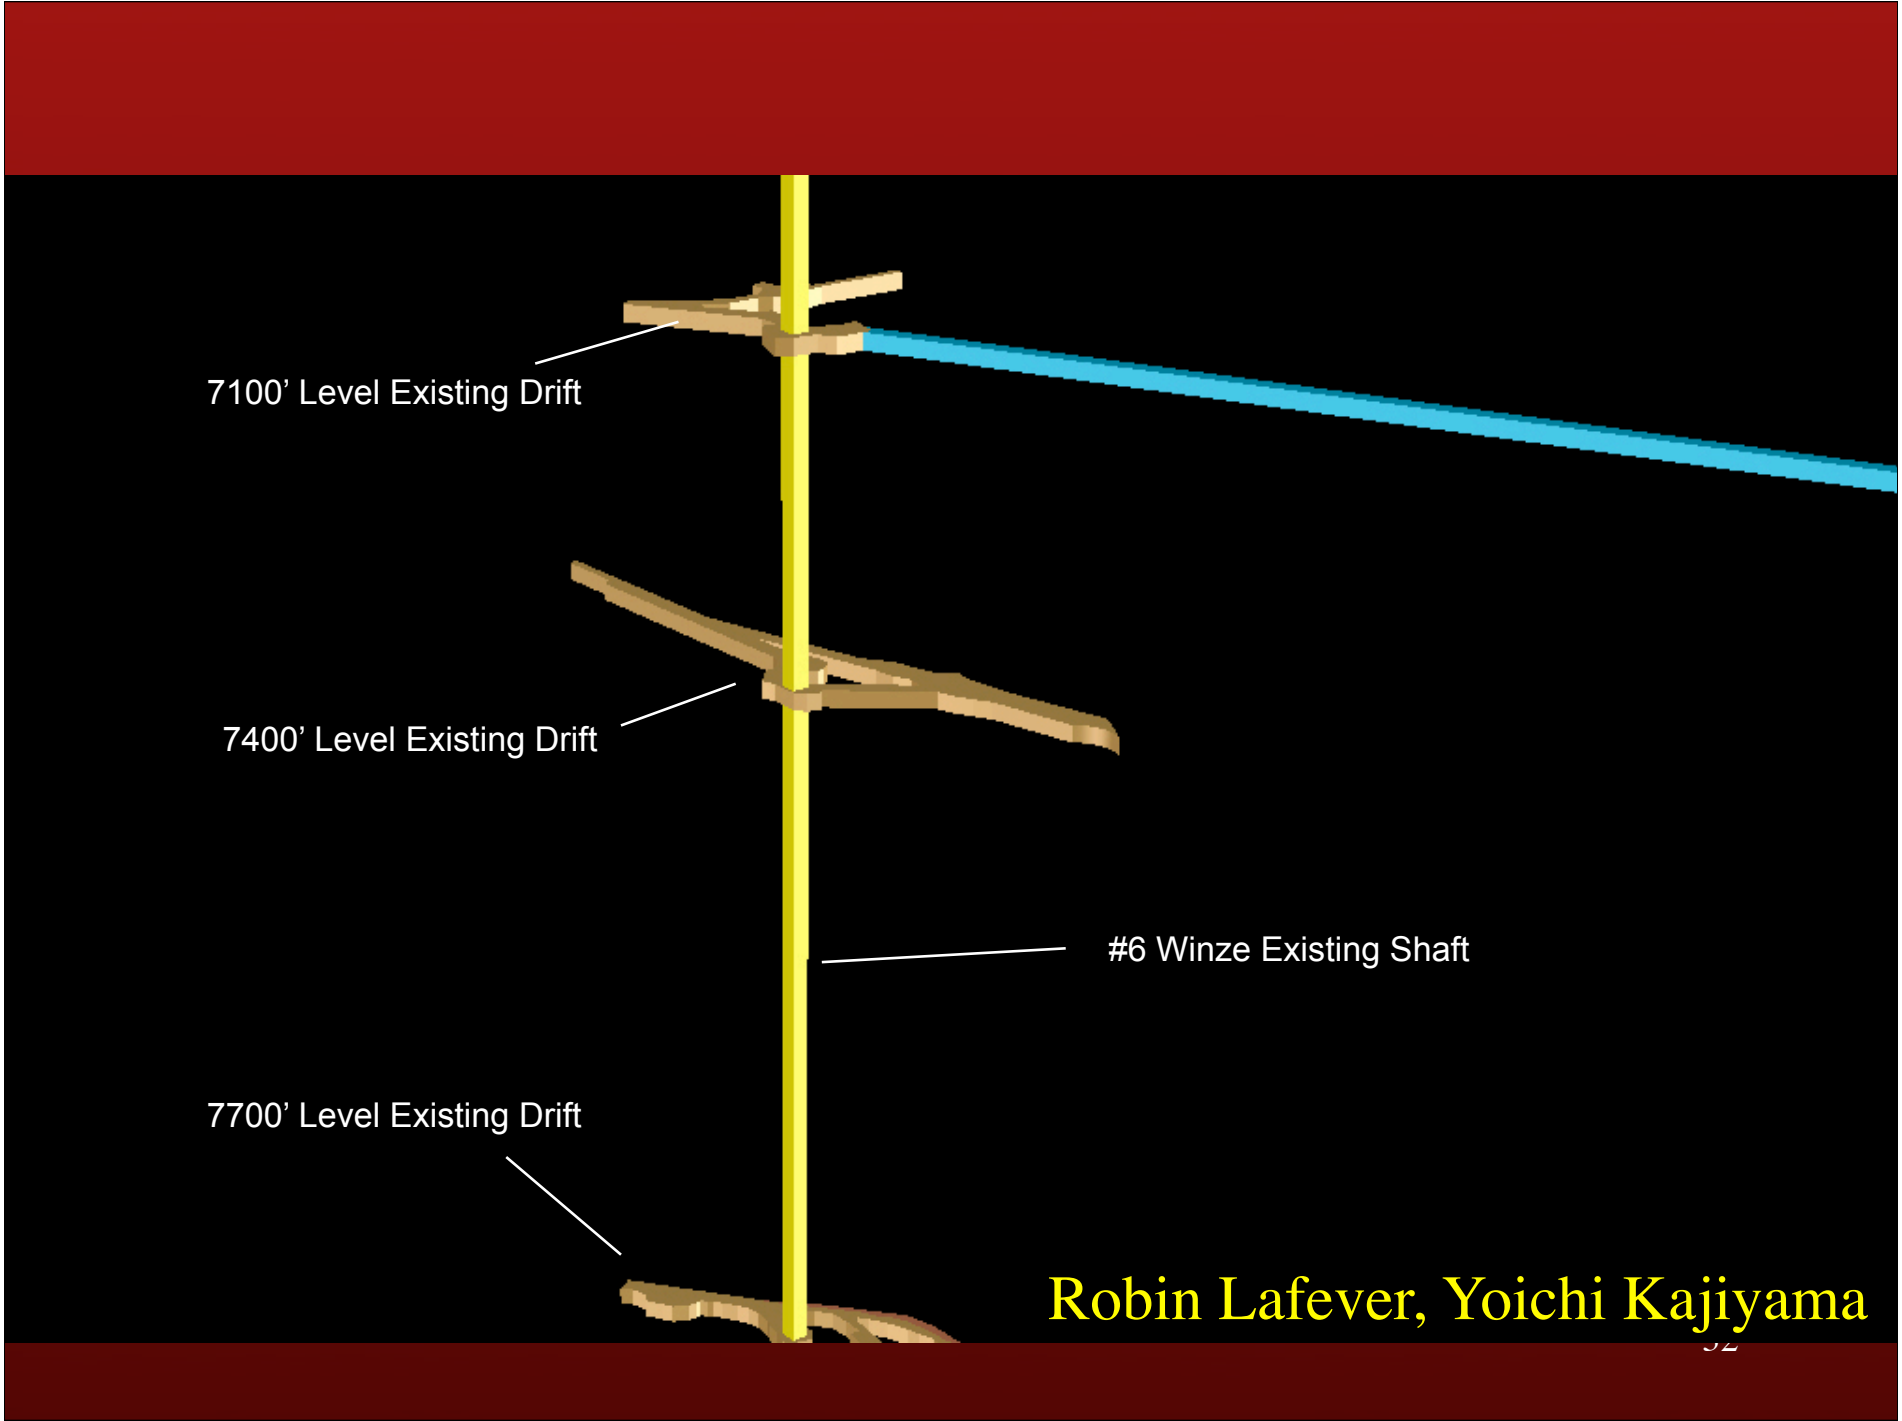 7100’ Level Existing Drift
7400’ Level Existing Drift
#6 Winze Existing Shaft
7700’ Level Existing Drift
Robin Lafever, Yoichi Kajiyama